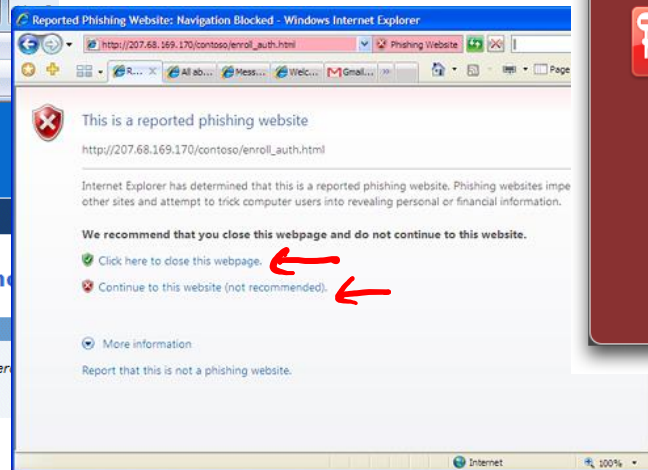 Reported Phishing Website: Navigation Blocked - Windows Internet Explorer
http://207.68.169.170/contoso/enrol_auth.html
Phishing Website
R...
All ab...
Mess...
Welc...
Gmail...
Page
This is a reported phishing website
http://207.68.169.170/contoso/enroll_auth.html
Internet Explorer has determined that this is a reported phishing website. Phishing websites impe
other sites and attempt to trick computer users into revealing personal or financial information.
We recommend that you close this webpage and do not continue to this website.
Click here to close this webpage.
Continue to this website (not recommended).
More information
Report that this is not a phishing website.
Internet
100%